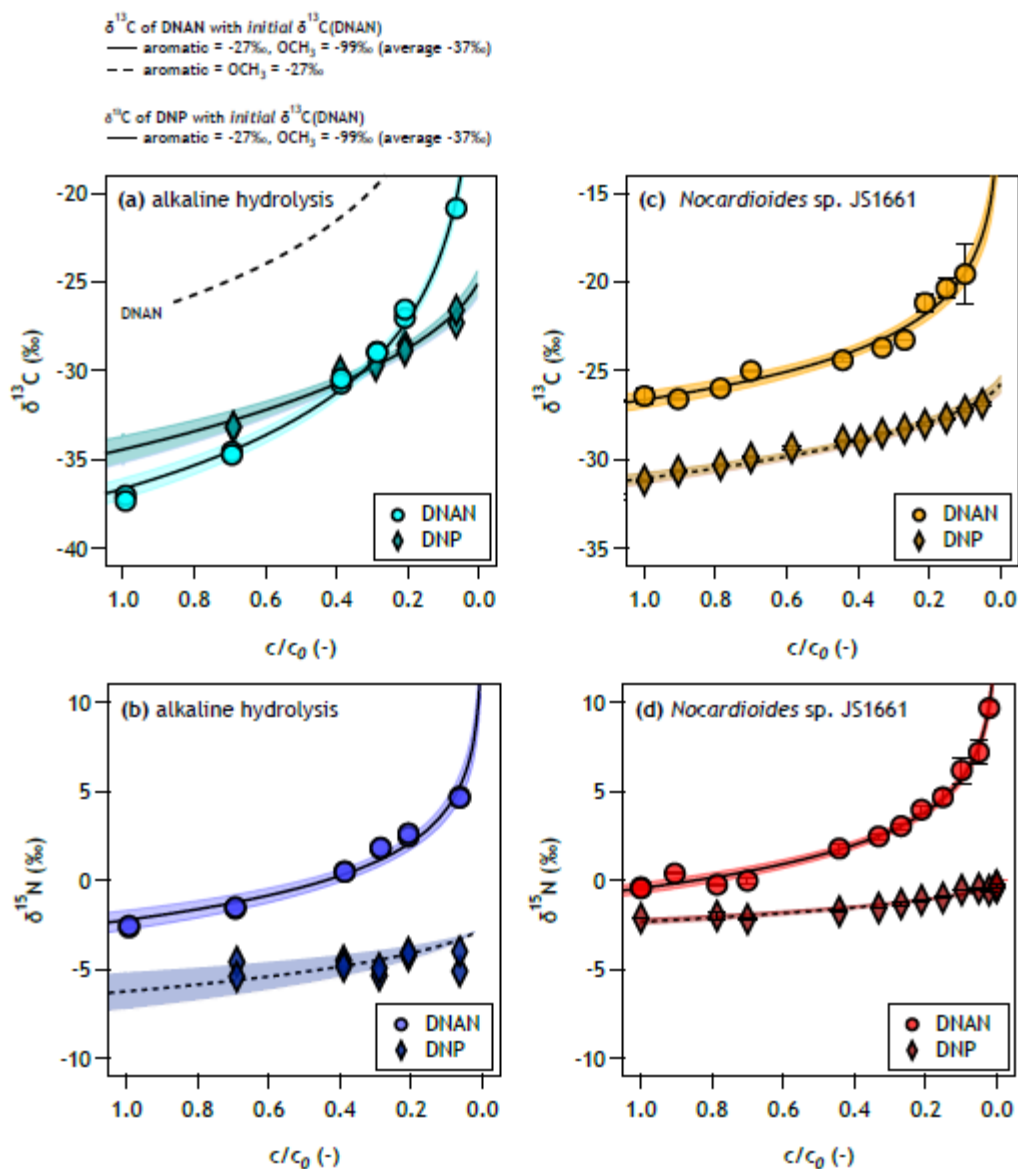 δ¹³C of DNAN with initial δ¹³C(DNAN)
aromatic = -27‰, OCH₃ = -99‰ (average -37‰)
aromatic = OCH₃ = -27‰
δ¹³C of DNP with initial δ¹³C(DNAN)
aromatic = -27‰, OCH₃ = -99‰ (average -37‰)
(a) alkaline hydrolysis
DNAN
δ¹³C (‰)
-20
-25
-30
-35
-40
DNAN
DNP
1.0 0.8 0.6 0.4 0.2 0.0
c/c₀ (-)
(c) Nocardioides sp. JS1661
δ¹³C (‰)
-15
-20
-25
-30
-35
DNAN
DNP
1.0 0.8 0.6 0.4 0.2 0.0
c/c₀ (-)
(b) alkaline hydrolysis
δ¹⁵N (‰)
10
5
0
-5
-10
DNAN
DNP
1.0 0.8 0.6 0.4 0.2 0.0
c/c₀ (-)
(d) Nocardioides sp. JS1661
δ¹⁵N (‰)
10
5
0
-5
-10
DNAN
DNP
1.0 0.8 0.6 0.4 0.2 0.0
c/c₀ (-)